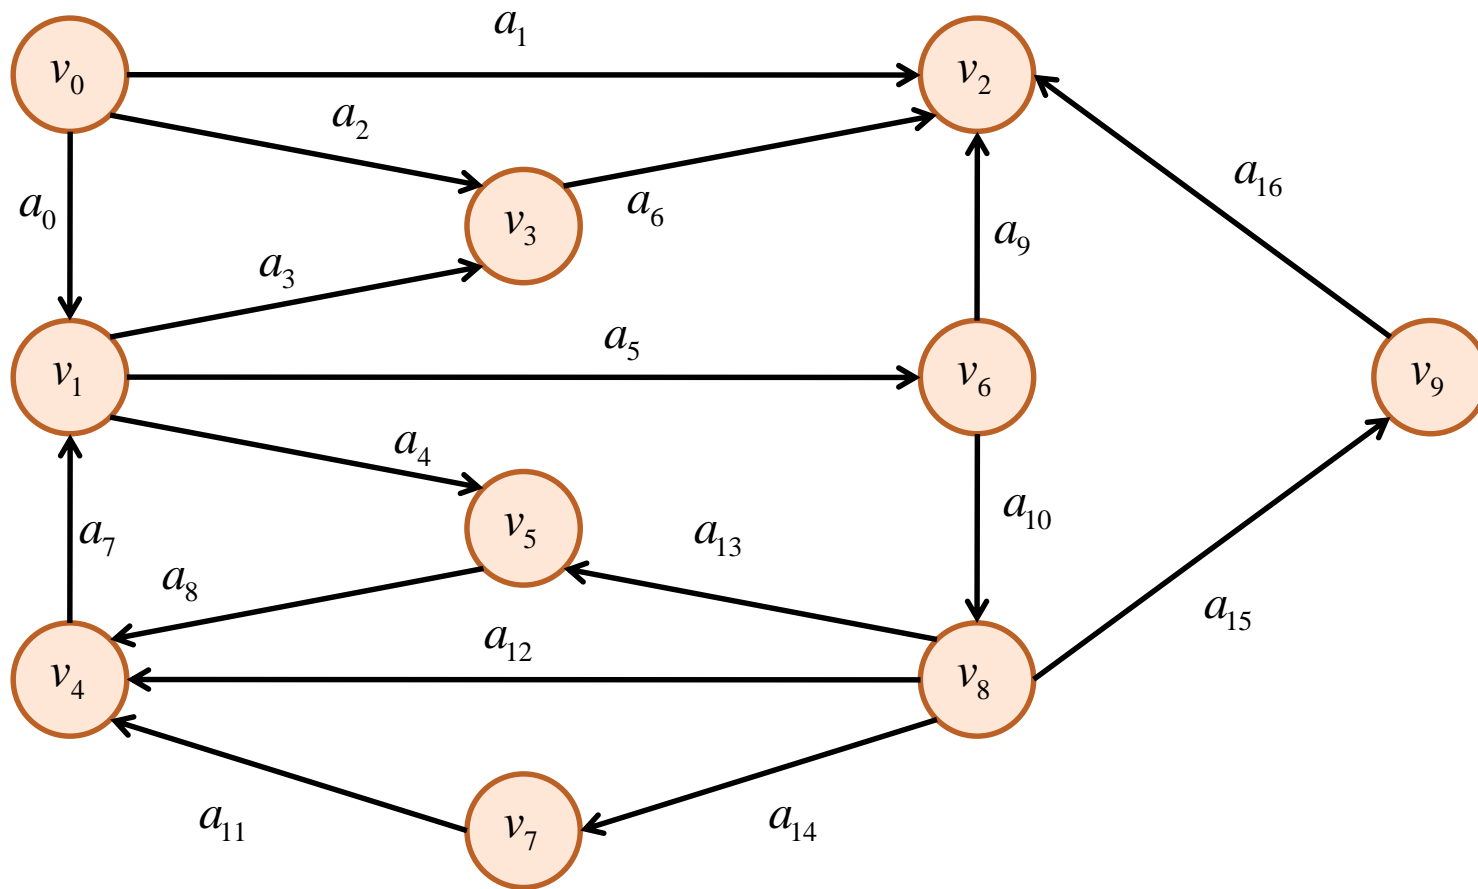 a₁
v₀
v₂
a₂
a₁₆
a₀
v₃
a₆
a₉
a₃
a₅
v₁
v₆
v₉
a₄
a₁₀
a₇
v₅
a₁₃
a₈
a₁₅
a₁₂
v₄
v₈
a₁₁
v₇
a₁₄